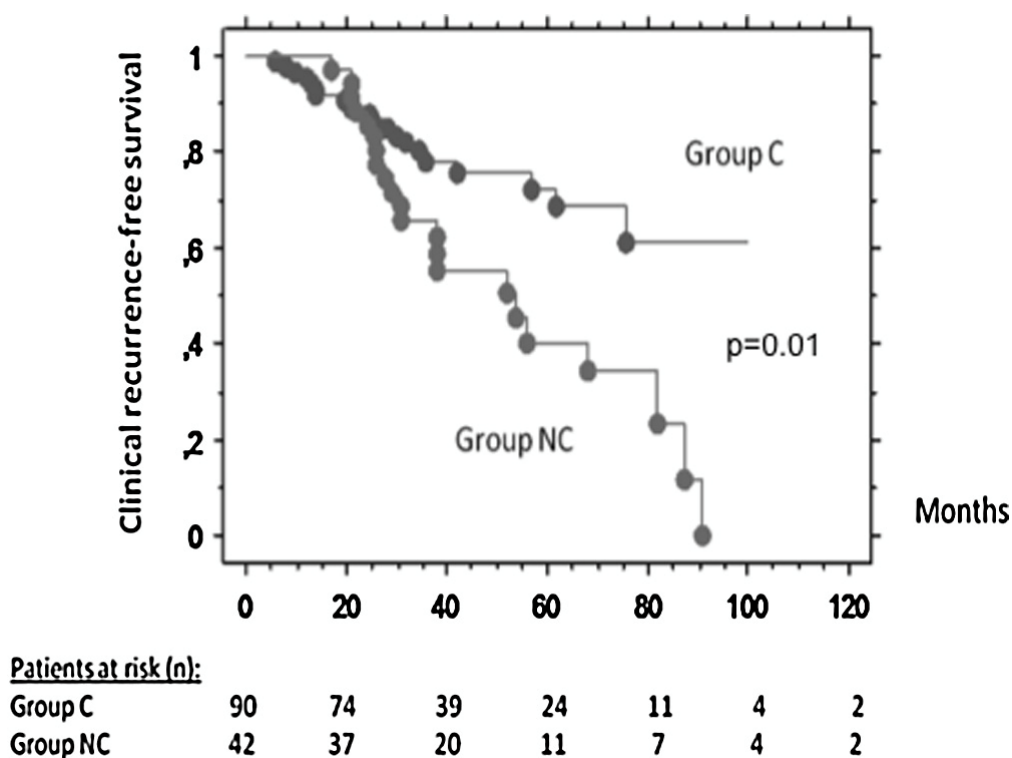 Clinical recurrence-free survival
1
,8
,6
,4
,2
0
Group C
p=0.01
Group NC
Months
0 20 40 60 80 100 120
Patients at risk (n):
Group C 90 74 39 24 11 4 2
Group NC 42 37 20 11 7 4 2